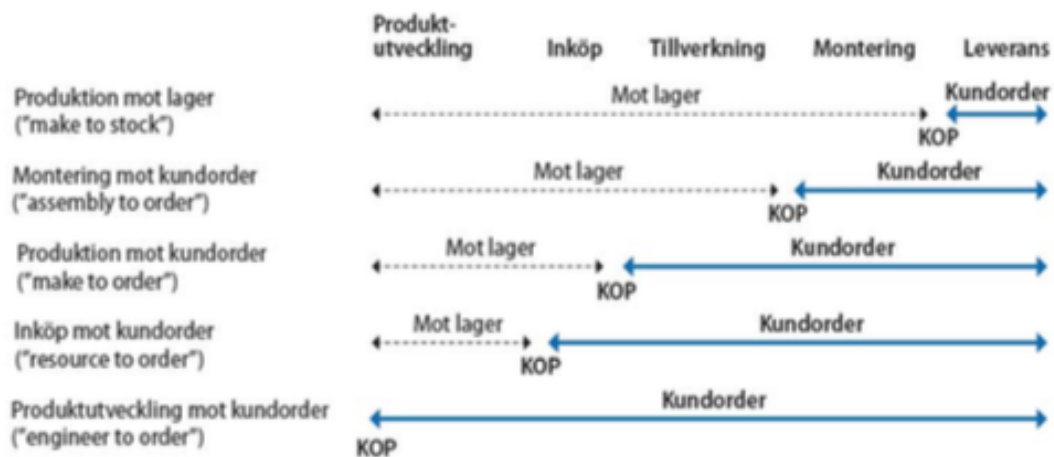 Produkt-
utveckling Inköp Tillverkning Montering Leverans
Produktion mot lager
("make to stock")
Mot lager
Kundorder
KOP
Montering mot kundorder
("assembly to order")
Mot lager
Kundorder
KOP
Produktion mot kundorder
("make to order")
Mot lager
Kundorder
KOP
Inköp mot kundorder
("resource to order")
Mot lager
Kundorder
KOP
Produktutveckling mot kundorder
("engineer to order")
Kundorder
KOP